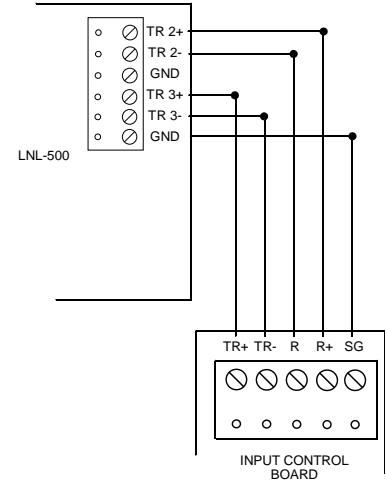 TR 2+
TR 2-
GND
TR 3+
TR 3-
GND
LNL-500
TR+ TR- R R+ SG
INPUT CONTROL
BOARD